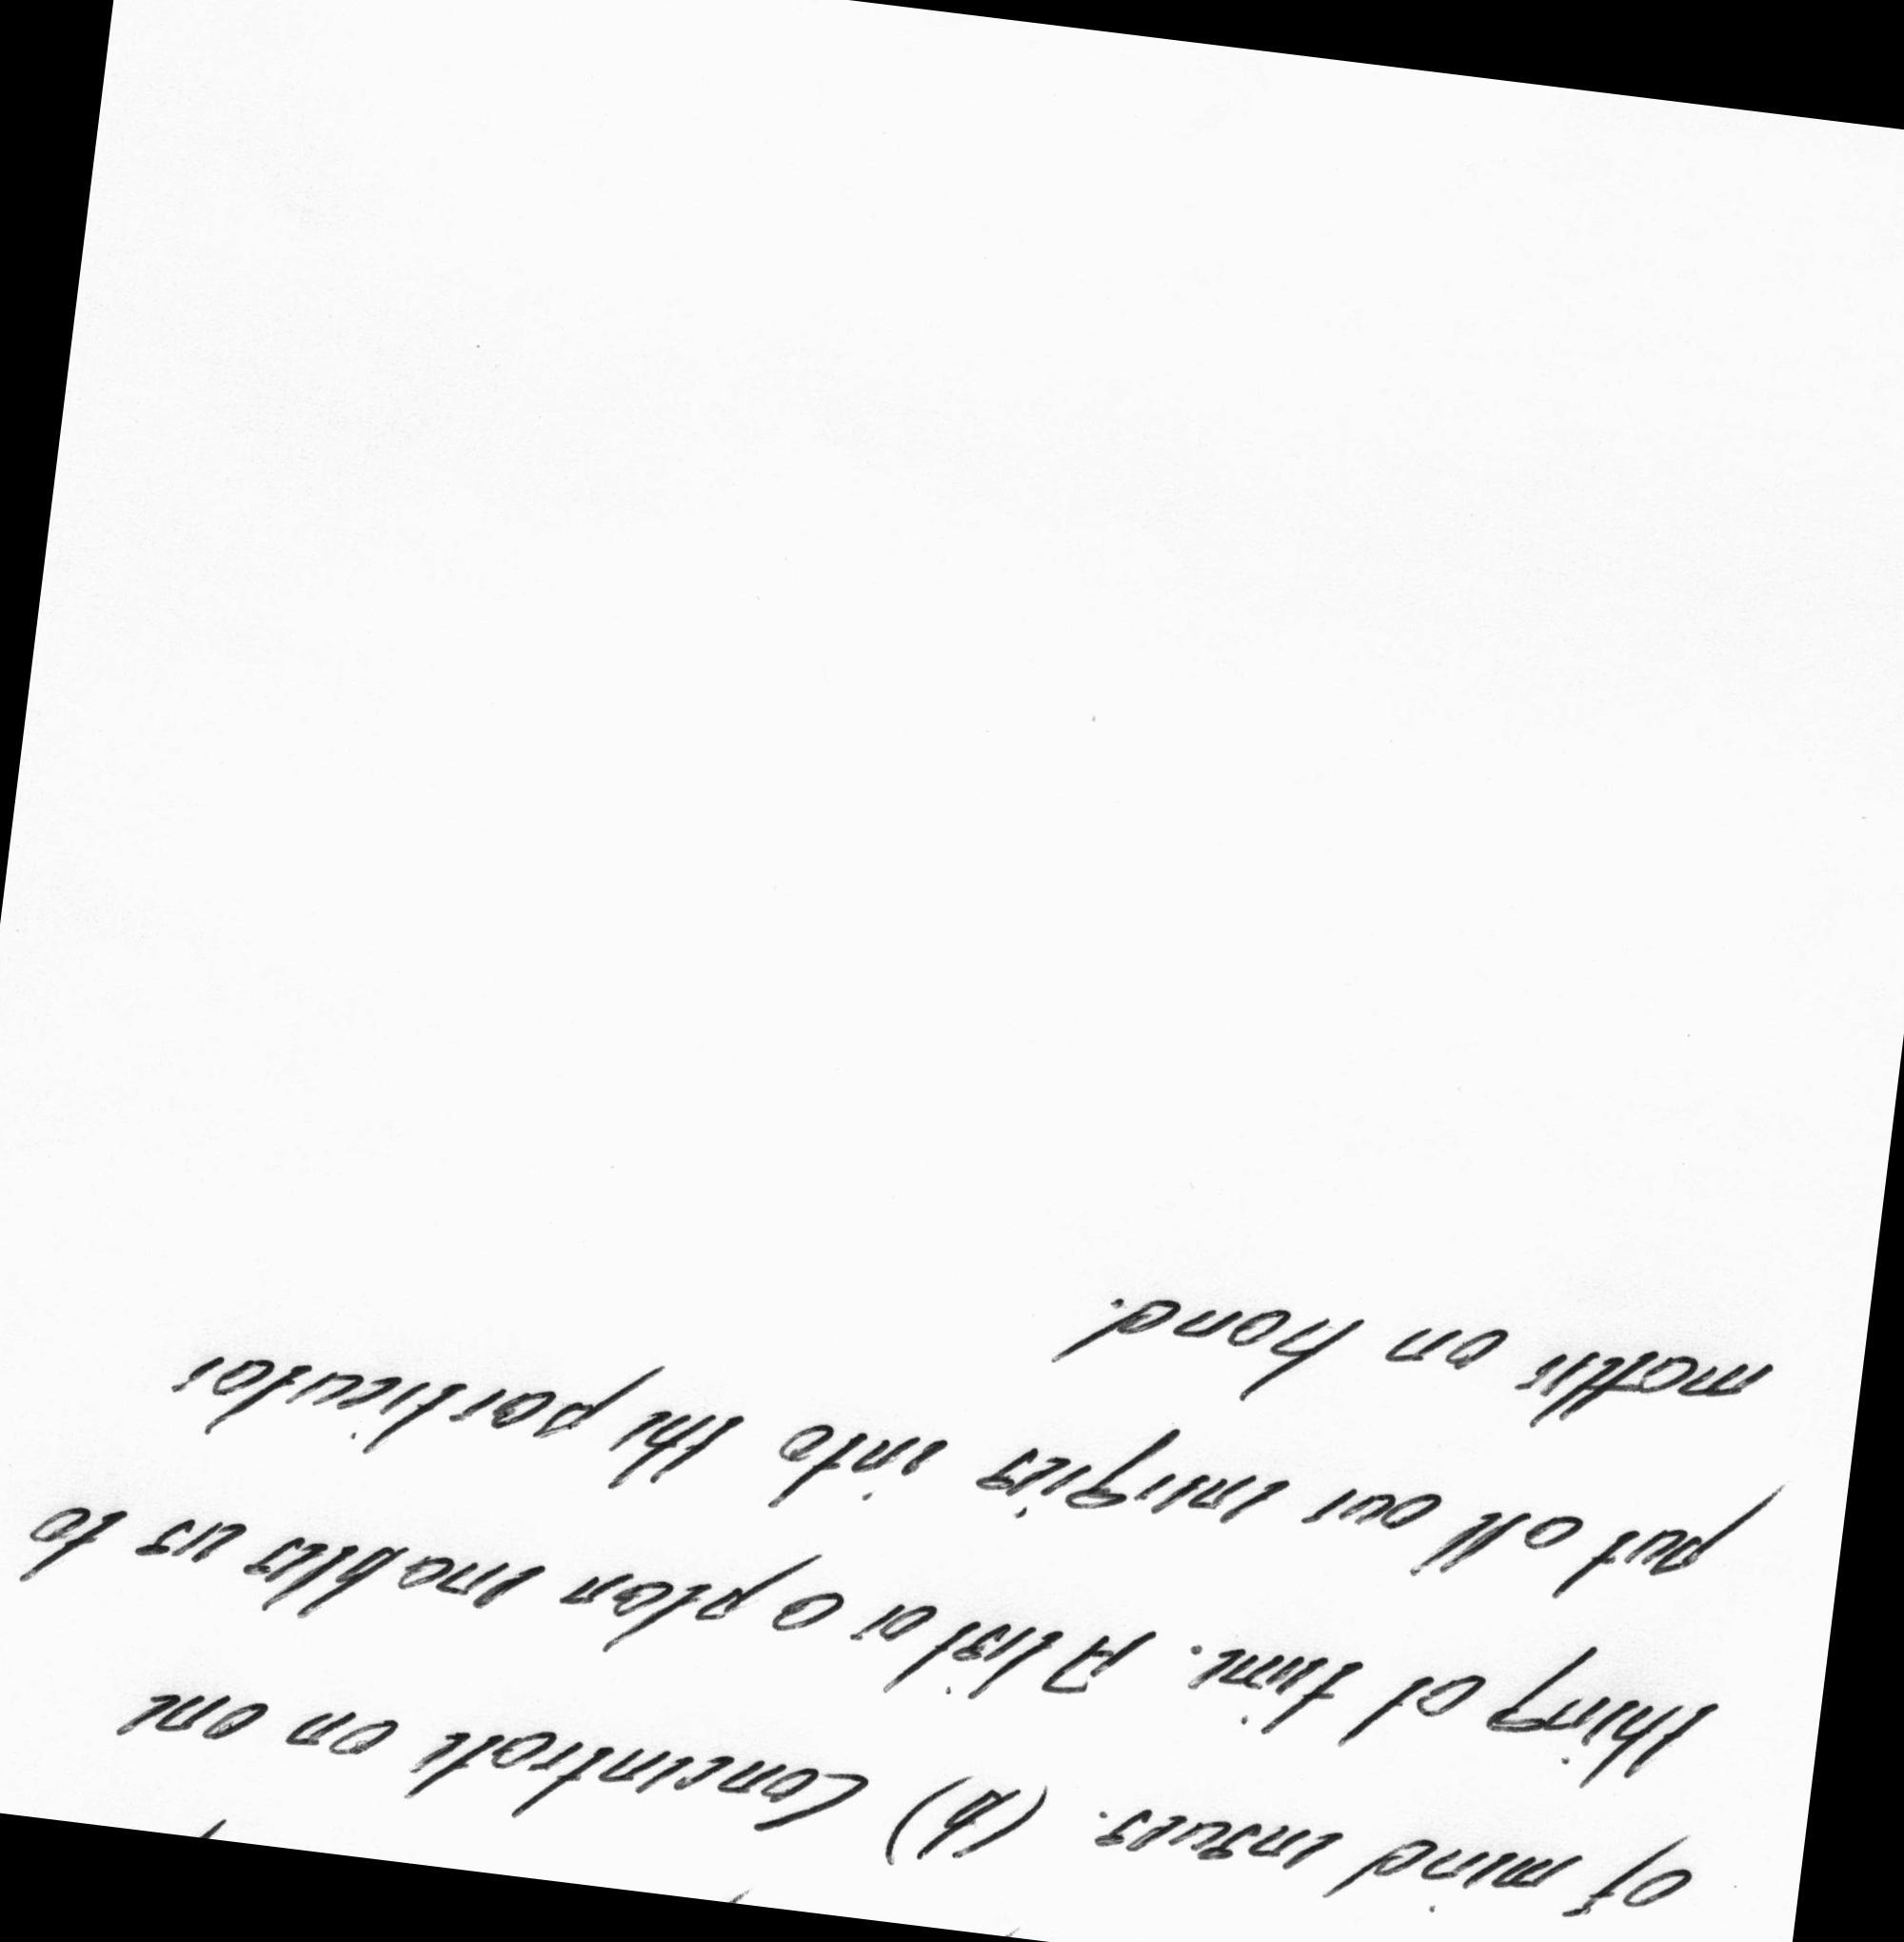 of mind ensues. (b) Concentrate on one
thing at time. A list or a plan enables us to
put all our energies into the particular
matter on hand.